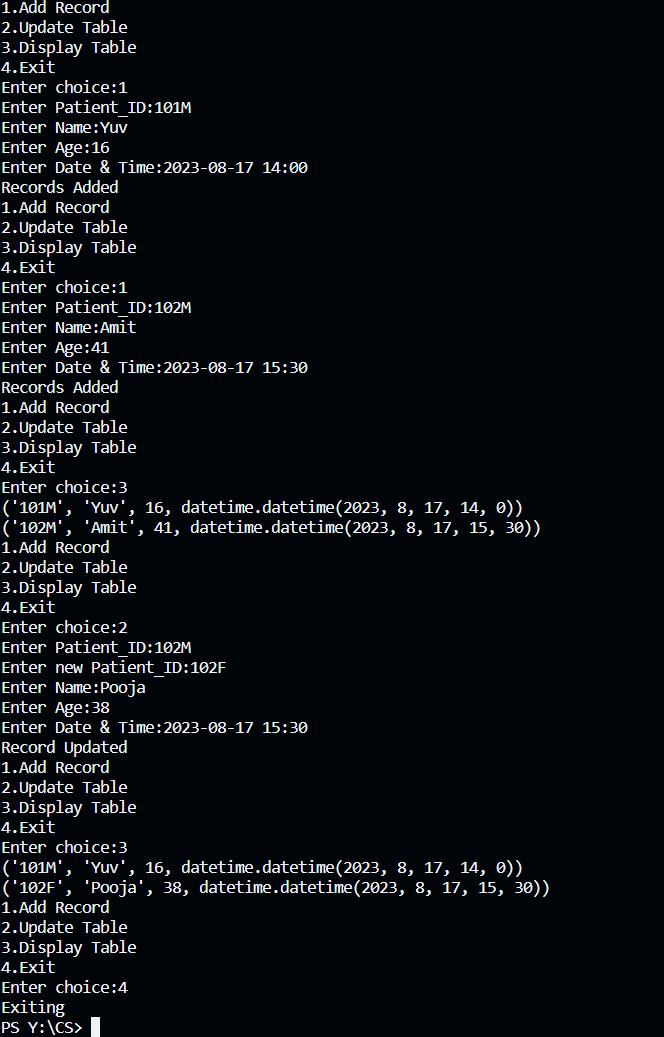 1.Add Record
2.Update Table
3.Display Table
4.Exit
Enter choice:1
Enter Patient_ID:101M
Enter Name:Yuv
Enter Age:16
Enter Date & Time:2023-08-17 14:00
Records Added
1.Add Record
2.Update Table
3.Display Table
4.Exit
Enter choice:1
Enter Patient_ID:102M
Enter Name:Amit
Enter Age:41
Enter Date & Time:2023-08-17 15:30
Records Added
1.Add Record
2.Update Table
3.Display Table
4.Exit
Enter choice:3
('101M', 'Yuv', 16, datetime.datetime(2023, 8, 17, 14, 0))
('102M', 'Amit', 41, datetime.datetime(2023, 8, 17, 15, 30))
1.Add Record
2.Update Table
3.Display Table
4.Exit
Enter choice:2
Enter Patient_ID:102M
Enter new Patient_ID:102F
Enter Name:Pooja
Enter Age:38
Enter Date & Time:2023-08-17 15:30
Record Updated
1.Add Record
2.Update Table
3.Display Table
4.Exit
Enter choice:3
('101M', 'Yuv', 16, datetime.datetime(2023, 8, 17, 14, 0))
('102F', 'Pooja', 38, datetime.datetime(2023, 8, 17, 15, 30))
1.Add Record
2.Update Table
3.Display Table
4.Exit
Enter choice:4
Exiting
PS Y:\CS>